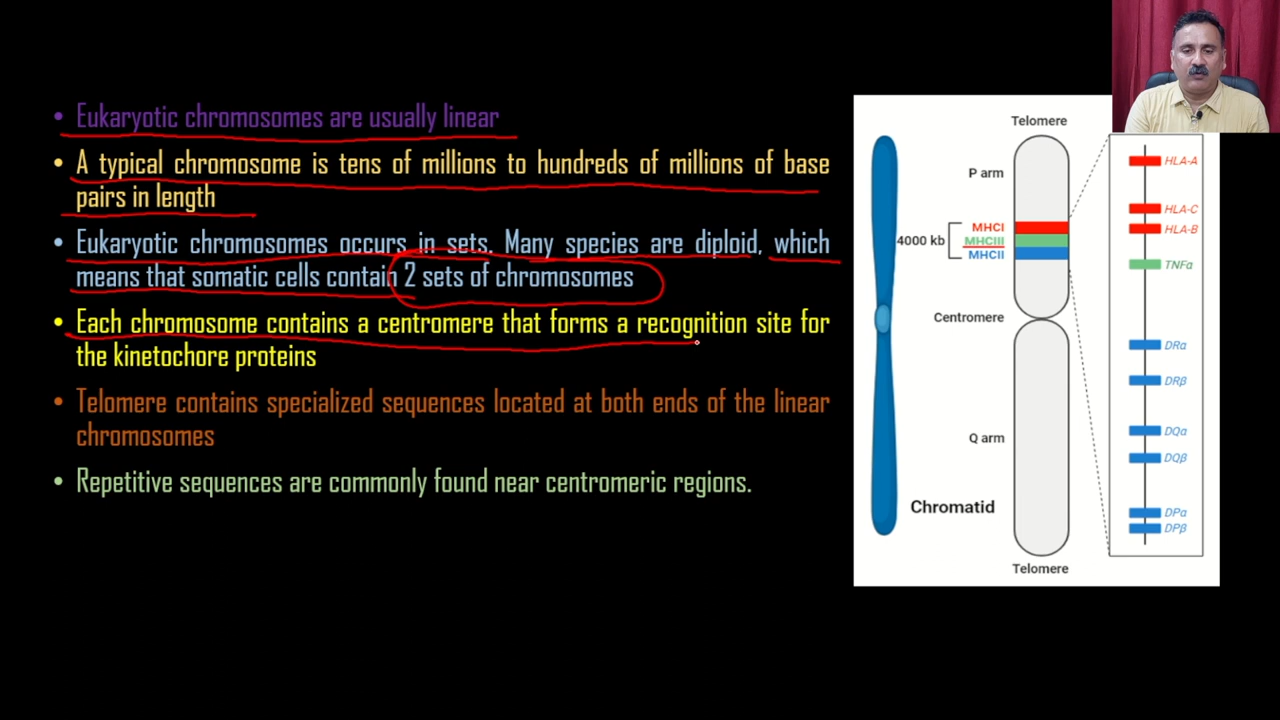 • Eukaryotic chromosomes are usually linear
• A typical chromosome is tens of millions to hundreds of millions of base
pairs in length
• Eukaryotic chromosomes occurs in sets. Many species are diploid, which
means that somatic cells contain 2 sets of chromosomes
• Each chromosome contains a centromere that forms a recognition site for
the kinetochore proteins
• Telomere contains specialized sequences located at both ends of the linear
chromosomes
• Repetitive sequences are commonly found near centromeric regions.
Telomere
P arm
MHCI
4000 kb
MHCIII
MHCII
Centromere
Q arm
Chromatid
Telomere
HLA-A
HLA-C
HLA-B
TNFα
DRα
DRβ
DQα
DQβ
DPα
DPβ